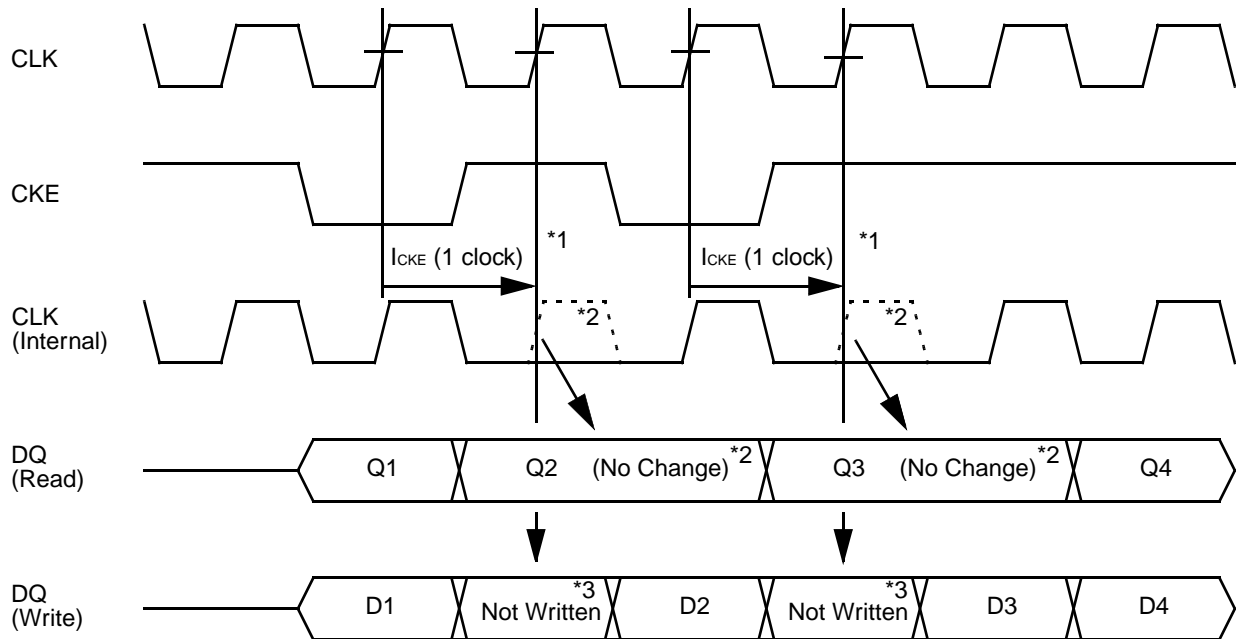 CLK
CKE
*1
*1
ICKE (1 clock)
ICKE (1 clock)
CLK
(Internal)
*2
*2
DQ
(Read)
Q1
Q2
(No Change)*2
Q3
(No Change)*2
Q4
DQ
(Write)
D1
*3
Not Written
D2
*3
Not Written
D3
D4